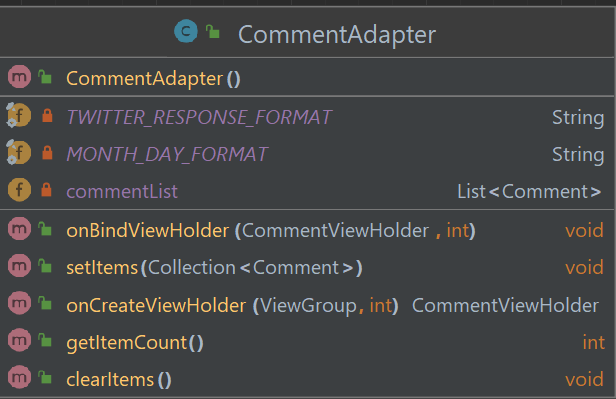 CommentAdapter
CommentAdapter()
TWITTER_RESPONSE_FORMAT String
MONTH_DAY_FORMAT String
commentList List<Comment>
onBindViewHolder(CommentViewHolder, int) void
setItems(Collection<Comment>) void
onCreateViewHolder(ViewGroup, int) CommentViewHolder
getItemCount() int
clearItems() void